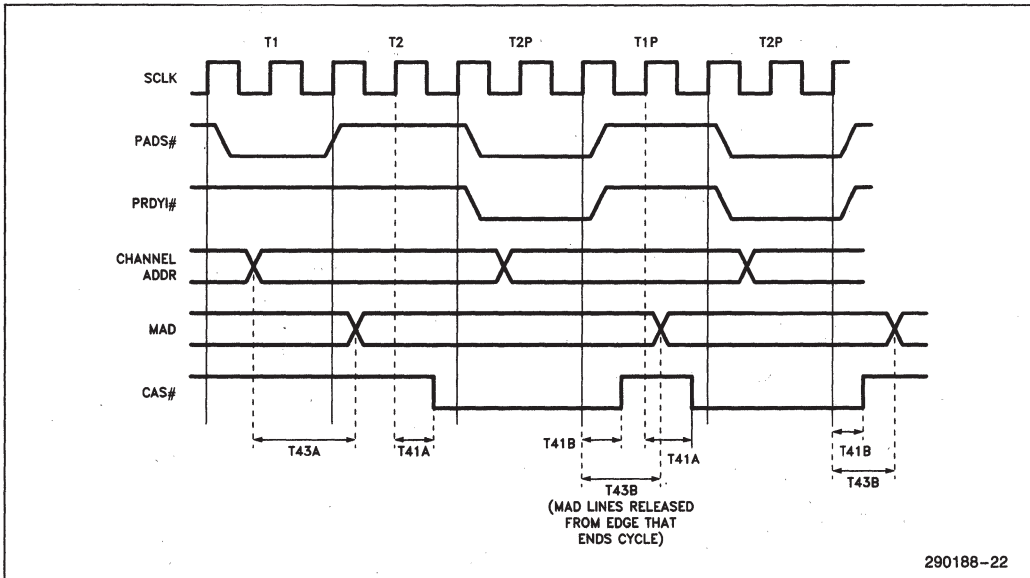 T1 T2 T2P T1P T2P
SCLK
PADS#
PRDYI#
CHANNEL
ADDR
MAD
CAS#
T43A T41A T41B T41A T41B
T43B T43B
(MAD LINES RELEASED
FROM EDGE THAT
ENDS CYCLE)
290188-22